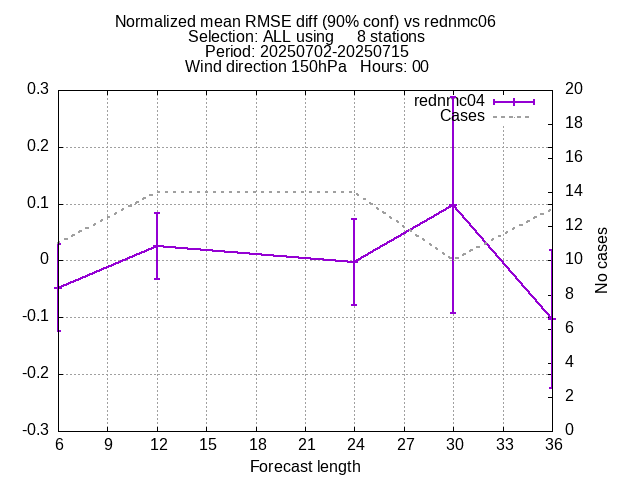 Normalized mean RMSE diff (90% conf) vs rednmc06
Selection: ALL using     8 stations
Period: 20250702-20250715
Wind direction 150hPa   Hours: 00
rednmc04
Cases
0.3
0.2
0.1
0
-0.1
-0.2
-0.3
20
18
16
14
12
10
8
6
4
2
0
No cases
6 9 12 15 18 21 24 27 30 33 36
Forecast length